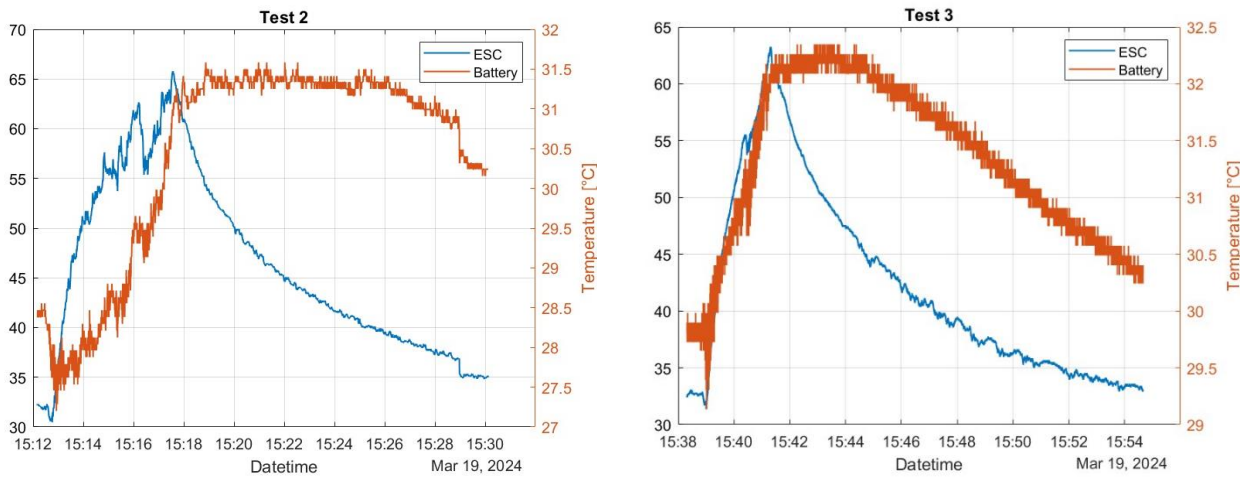 Test 2
70
65
60
55
50
45
40
35
30
32
31.5
31
30.5
30
29.5
29
28.5
28
27.5
27
Temperature [°C]
ESC
Battery
15:12 15:14 15:16 15:18 15:20 15:22 15:24 15:26 15:28 15:30
Datetime
Mar 19, 2024
Test 3
65
60
55
50
45
40
35
30
32.5
32
31.5
31
30.5
30
29.5
29
Temperature [°C]
ESC
Battery
15:38 15:40 15:42 15:44 15:46 15:48 15:50 15:52 15:54
Datetime
Mar 19, 2024